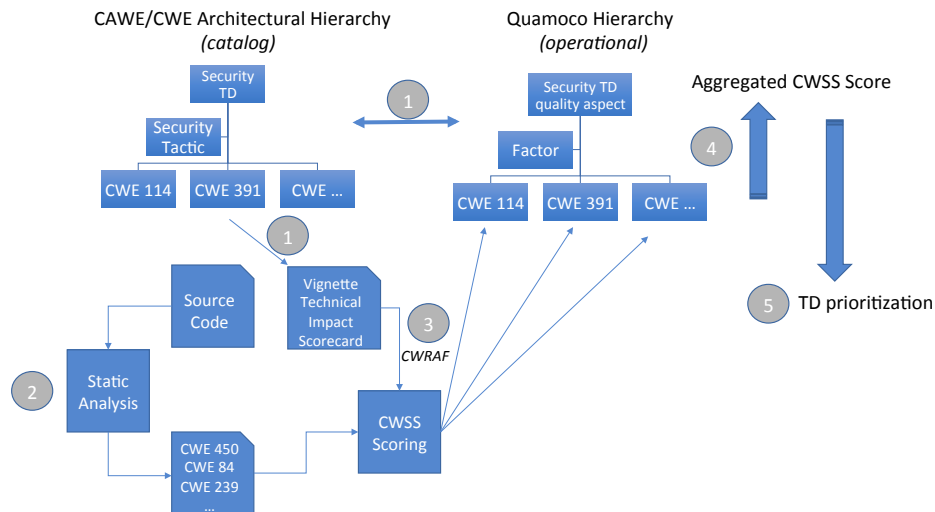 CAWE/CWE Architectural Hierarchy
(catalog)
Quamoco Hierarchy
(operational)
Security
TD
Security
Tactic
CWE 114
CWE 391
CWE ...
1
Security TD
quality aspect
Factor
CWE 114
CWE 391
CWE ...
Aggregated CWSS Score
4
5
TD prioritization
1
Vignette
Technical
Impact
Scorecard
3
CWRAF
Source
Code
2
Static
Analysis
CWE 450
CWE 84
CWE 239
...
CWSS
Scoring